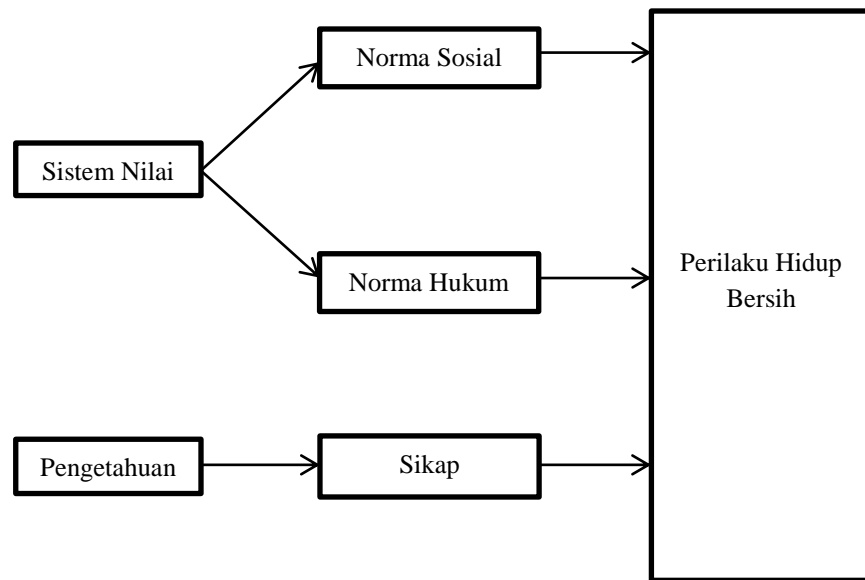 Norma Sosial
Sistem Nilai
Norma Hukum
Perilaku Hidup
Bersih
Pengetahuan
Sikap